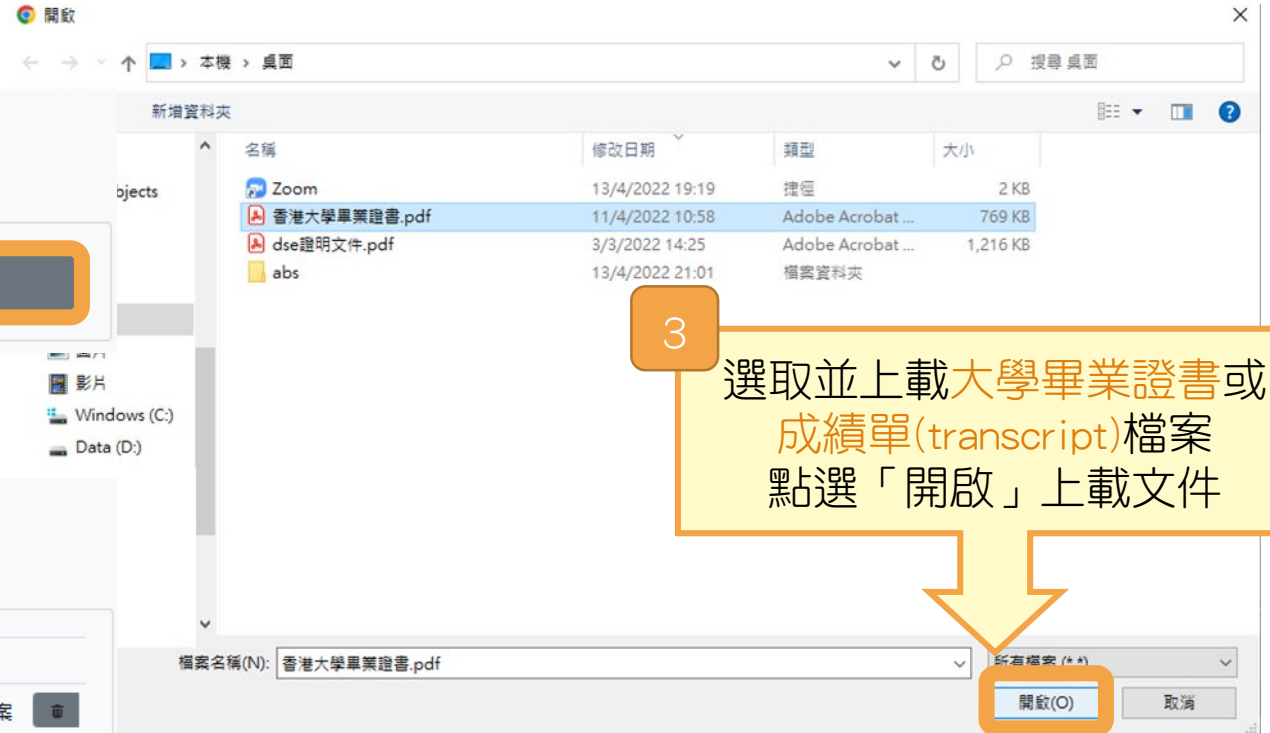 開啟
本機 > 桌面
搜尋 桌面
新增資料夾
名稱 修改日期 類型 大小
bjects
Zoom 13/4/2022 19:19 捷徑 2 KB
香港大學畢業證書.pdf 11/4/2022 10:58 Adobe Acrobat ... 769 KB
dse證明文件.pdf 3/3/2022 14:25 Adobe Acrobat ... 1,216 KB
abs 13/4/2022 21:01 檔案資料夾
3
選取並上載大學畢業證書或
成績單(transcript)檔案
點選「開啟」上載文件
圖片
影片
Windows (C:)
Data (D:)
檔案名稱(N): 香港大學畢業證書.pdf
所有檔案 (*.*)
案
開啟(O) 取消